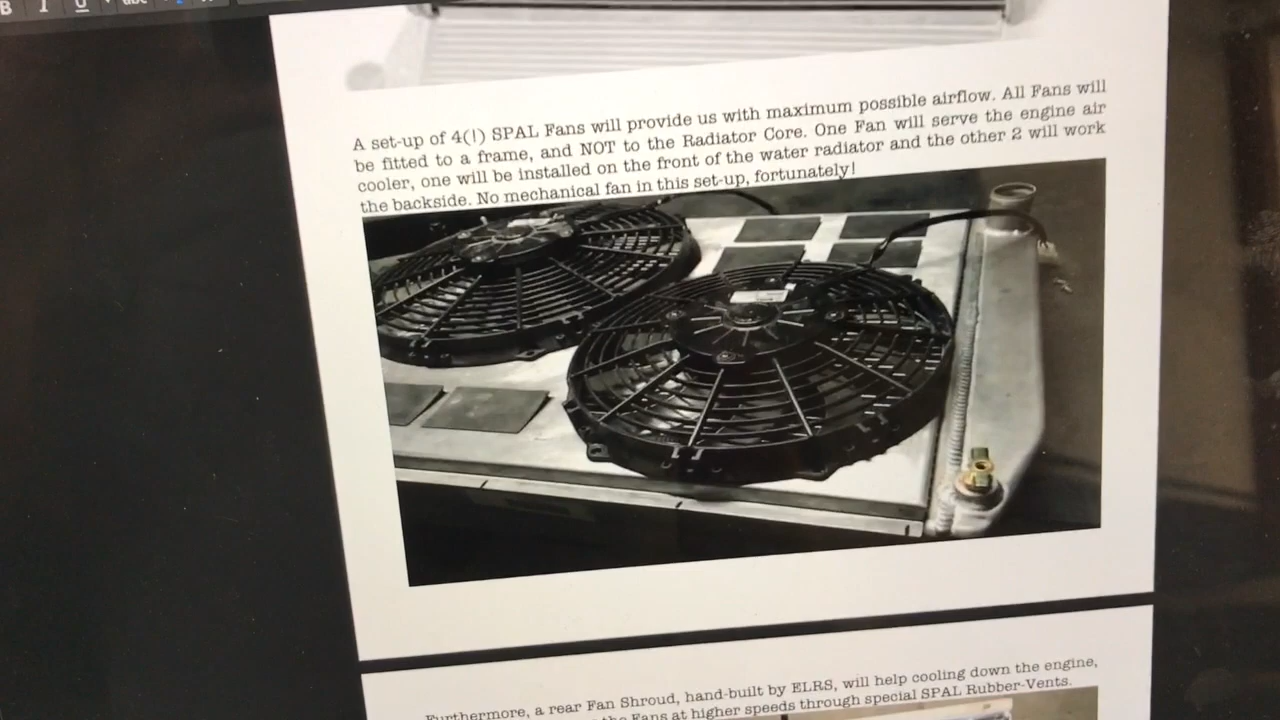 B I U abc
A set-up of 4(!) SPAL Fans will provide us with maximum possible airflow. All Fans will
be fitted to a frame, and NOT to the Radiator Core. One Fan will serve the engine air
cooler, one will be installed on the front of the water radiator and the other 2 will work
the backside. No mechanical fan in this set-up, fortunately!
Furthermore, a rear Fan Shroud, hand-built by ELRS, will help cooling down the engine,
the Fans at higher speeds through special SPAL Rubber-Vents.